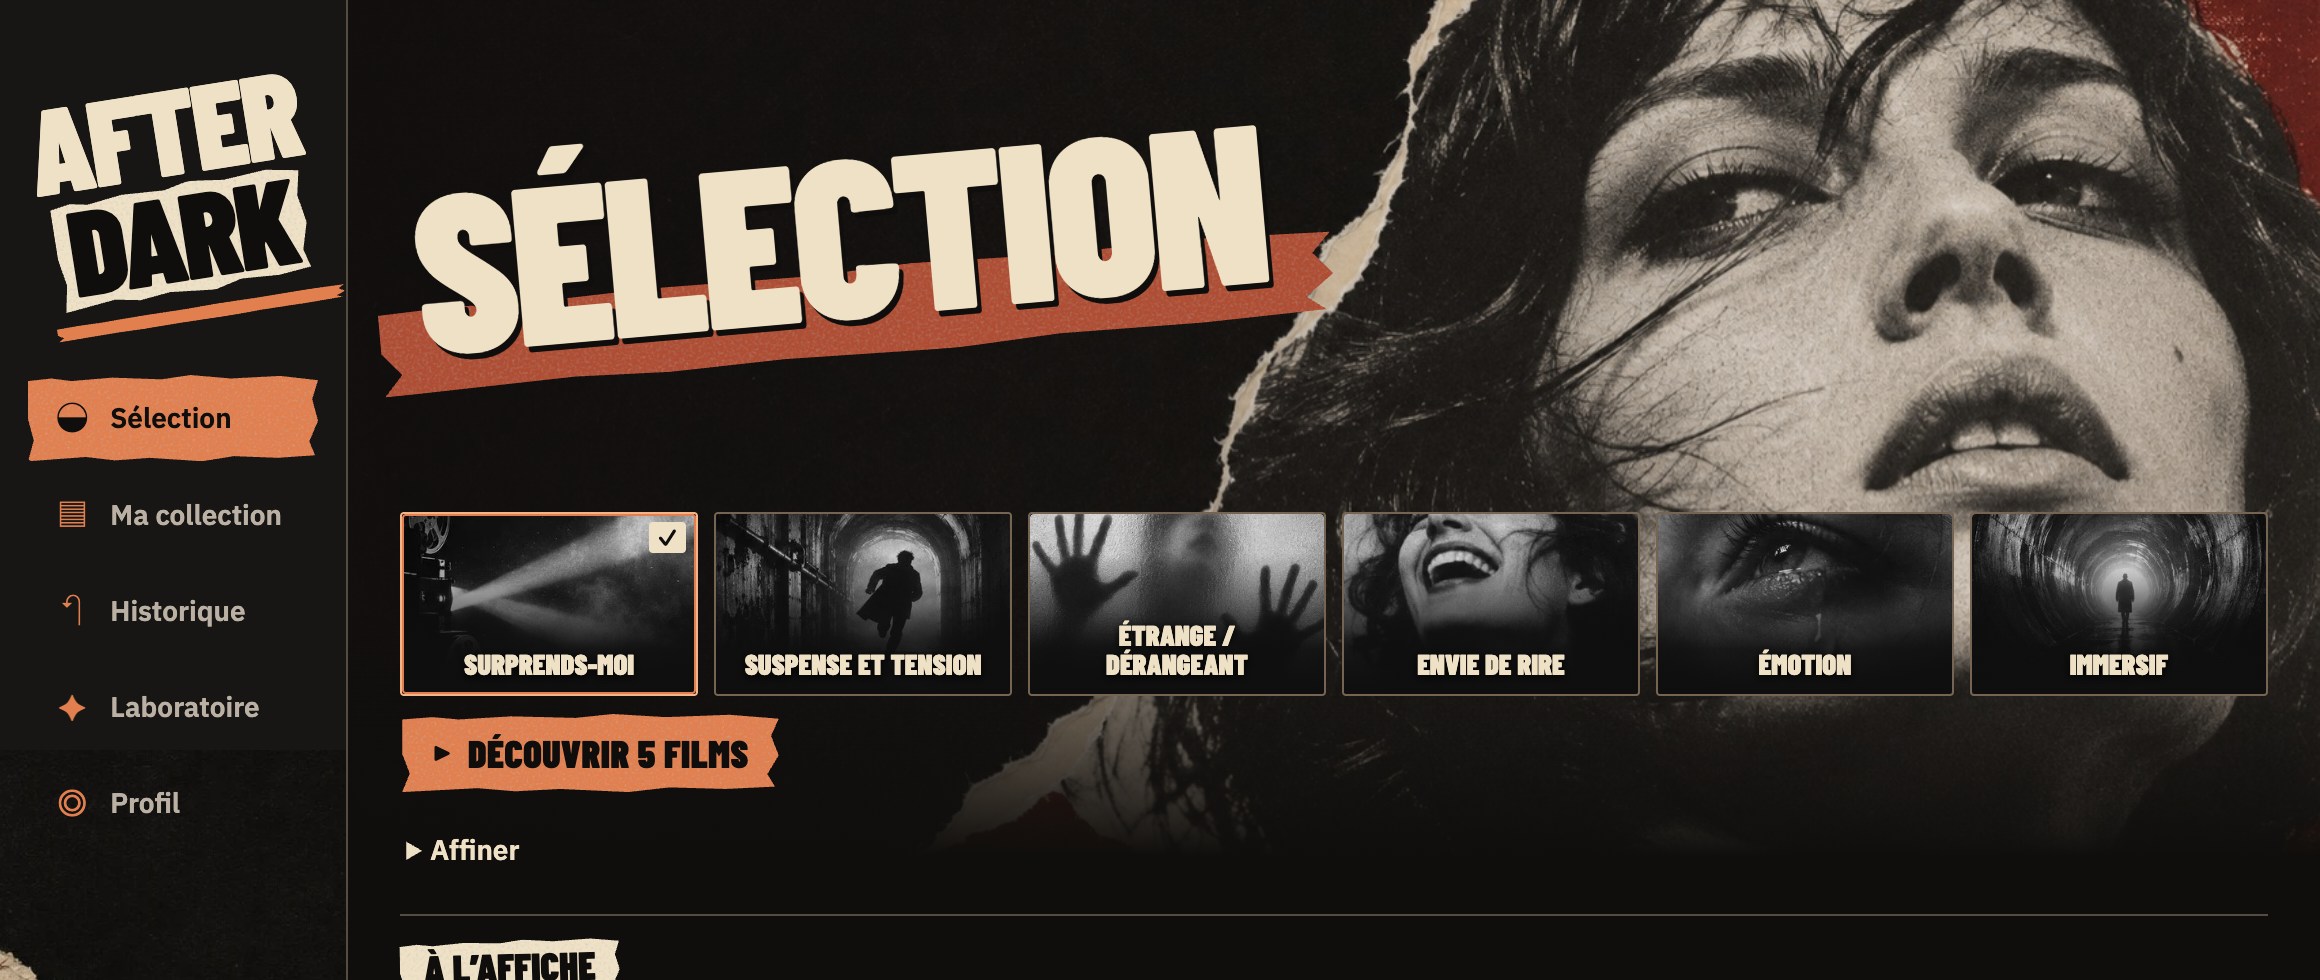 AFTER
DARK
Sélection
Ma collection
Historique
Laboratoire
Profil
SÉLECTION
SURPRENDS-MOI
SUSPENSE ET TENSION
ÉTRANGE /
DÉRANGEANT
ENVIE DE RIRE
ÉMOTION
IMMERSIF
DÉCOUVRIR 5 FILMS
Affiner
À L'AFFICHE